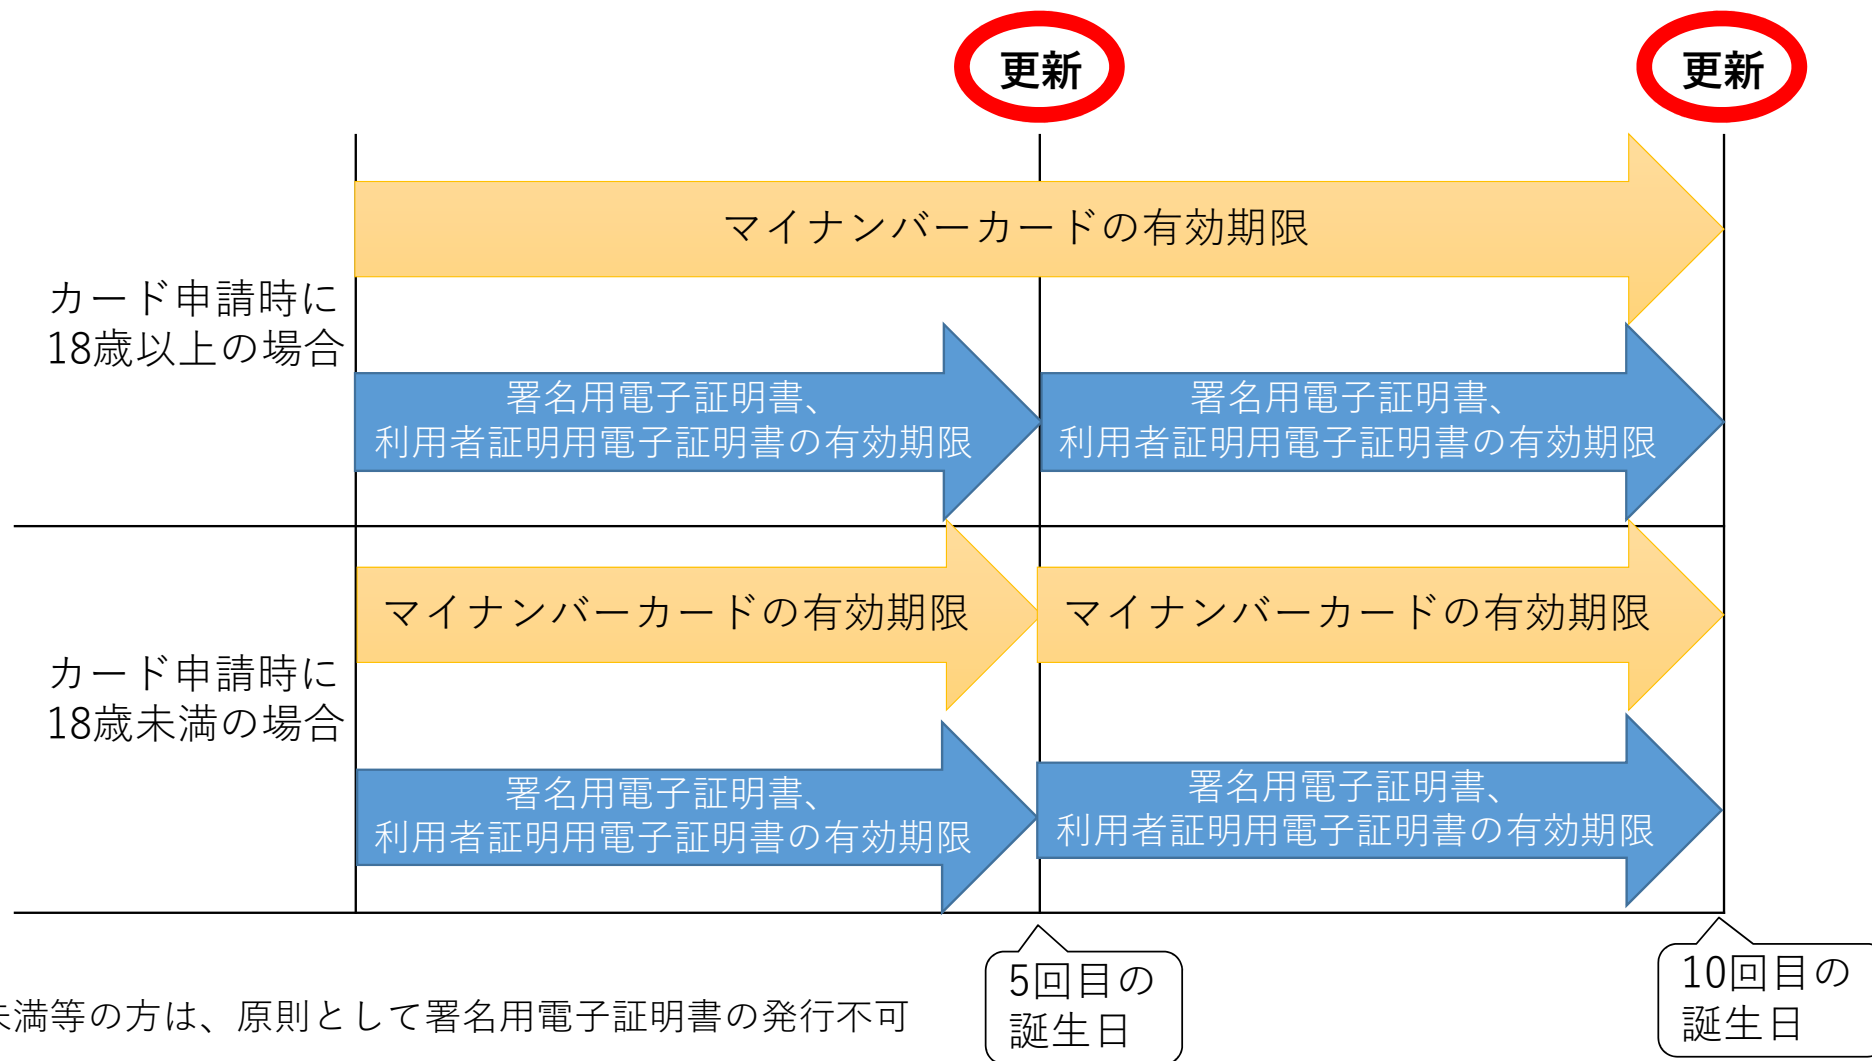 更新
更新
マイナンバーカードの有効期限
カード申請時に
18歳以上の場合
署名用電子証明書、
利用者証明用電子証明書の有効期限
署名用電子証明書、
利用者証明用電子証明書の有効期限
マイナンバーカードの有効期限
マイナンバーカードの有効期限
カード申請時に
18歳未満の場合
署名用電子証明書、
利用者証明用電子証明書の有効期限
署名用電子証明書、
利用者証明用電子証明書の有効期限
5回目の
誕生日
10回目の
誕生日
未満等の方は、原則として署名用電子証明書の発行不可